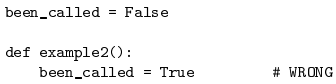 been_called = False
def example2():
    been_called = True         # WRONG